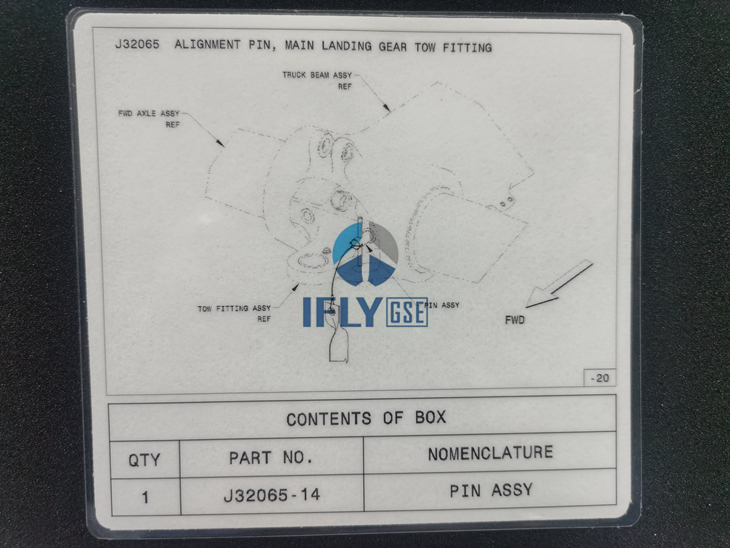 J32065 ALIGNMENT PIN, MAIN LANDING GEAR TOW FITTING
TRUCK BEAM ASSY
REF
FWD AXLE ASSY
REF
TOW FITTING ASSY
REF
PIN ASSY
IFLY GSE
FWD
-20
CONTENTS OF BOX
QTY PART NO. NOMENCLATURE
1 J32065-14 PIN ASSY